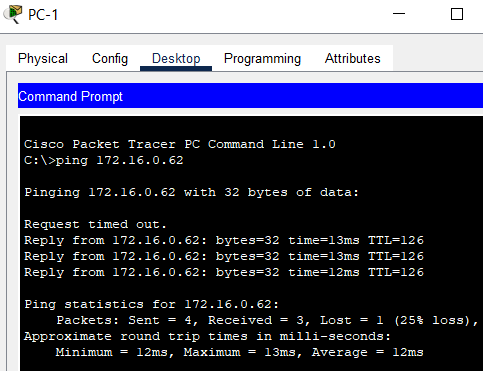 PC-1
Physical Config Desktop Programming Attributes
Command Prompt
Cisco Packet Tracer PC Command Line 1.0
C:\>ping 172.16.0.62
Pinging 172.16.0.62 with 32 bytes of data:
Request timed out.
Reply from 172.16.0.62: bytes=32 time=13ms TTL=126
Reply from 172.16.0.62: bytes=32 time=13ms TTL=126
Reply from 172.16.0.62: bytes=32 time=12ms TTL=126
Ping statistics for 172.16.0.62:
Packets: Sent = 4, Received = 3, Lost = 1 (25% loss),
Approximate round trip times in milli-seconds:
Minimum = 12ms, Maximum = 13ms, Average = 12ms